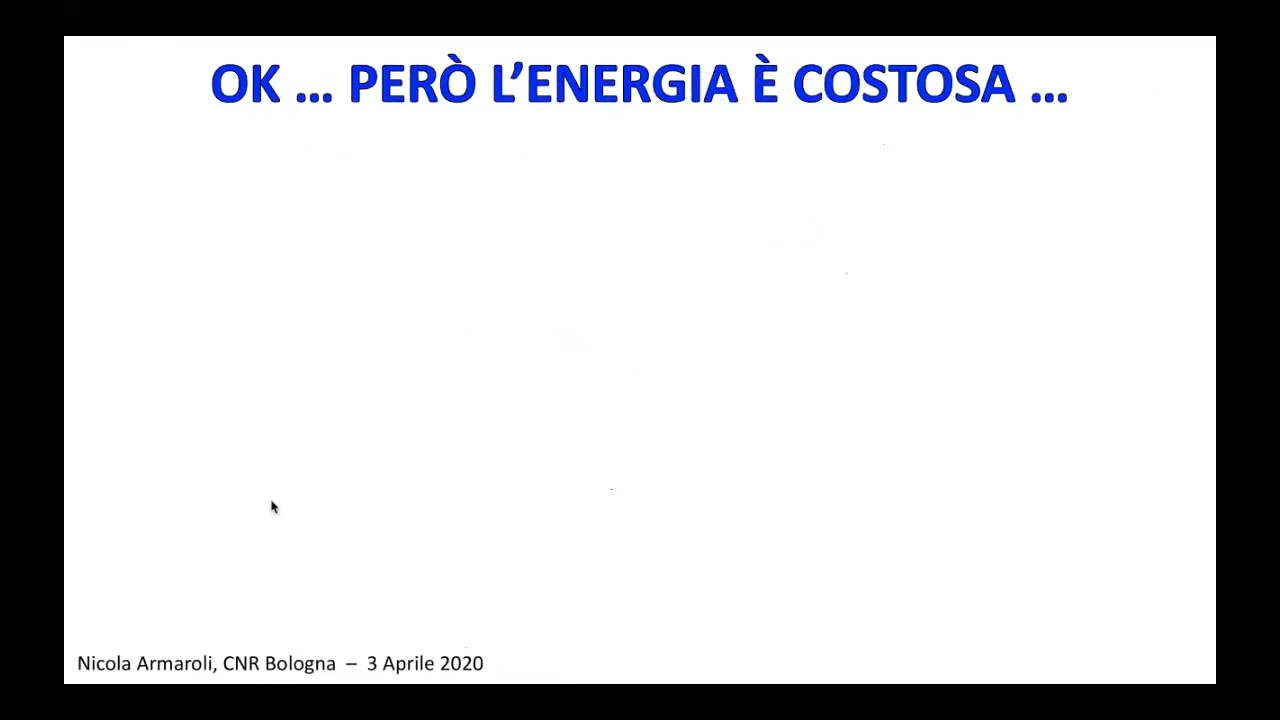 OK … PERÒ L’ENERGIA È COSTOSA …
Nicola Armaroli, CNR Bologna – 3 Aprile 2020